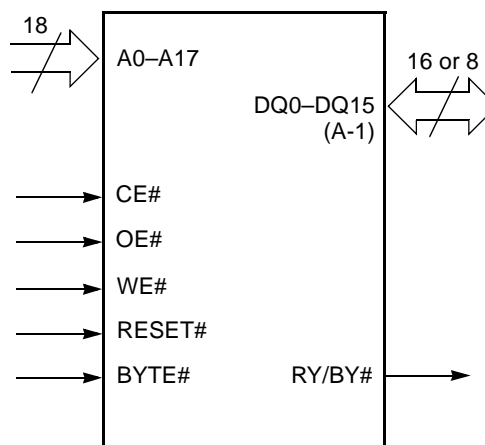 18
A0–A17
16 or 8
DQ0–DQ15
(A-1)
CE#
OE#
WE#
RESET#
BYTE#
RY/BY#